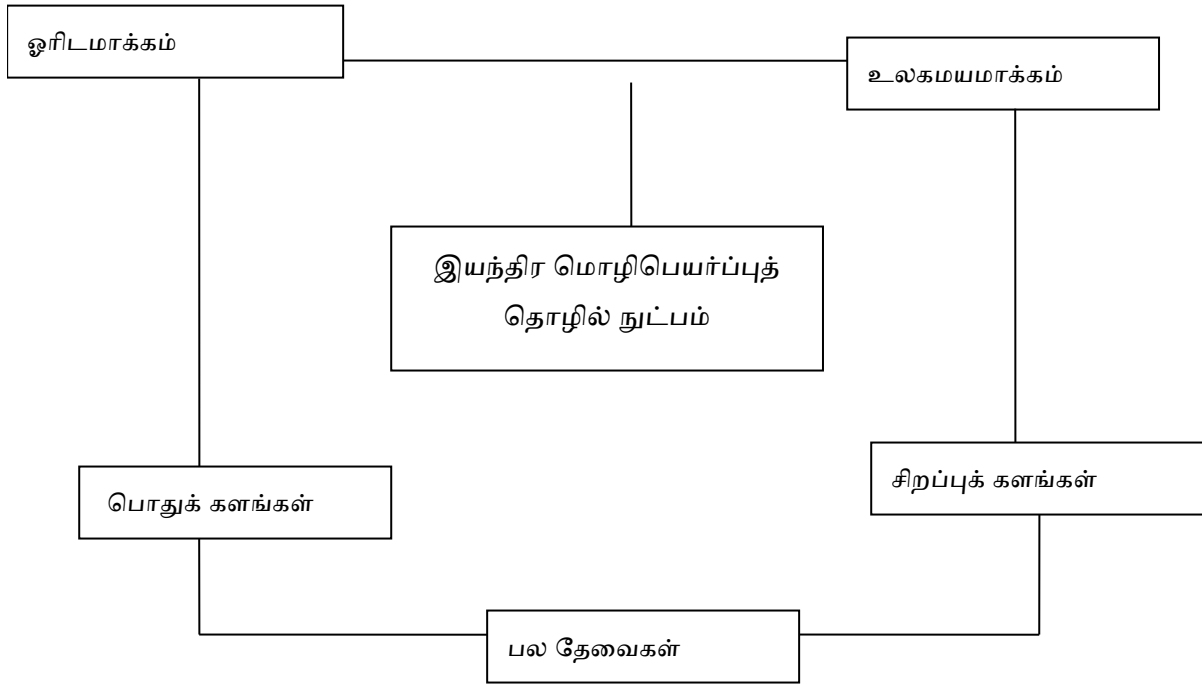 ஓரிடமாக்கம்
உலகமயமாக்கம்
இயந்திர மொழிபெயர்ப்புத்
தொழில் நுட்பம்
சிறப்புக் களங்கள்
பொதுக் களங்கள்
பல தேவைகள்